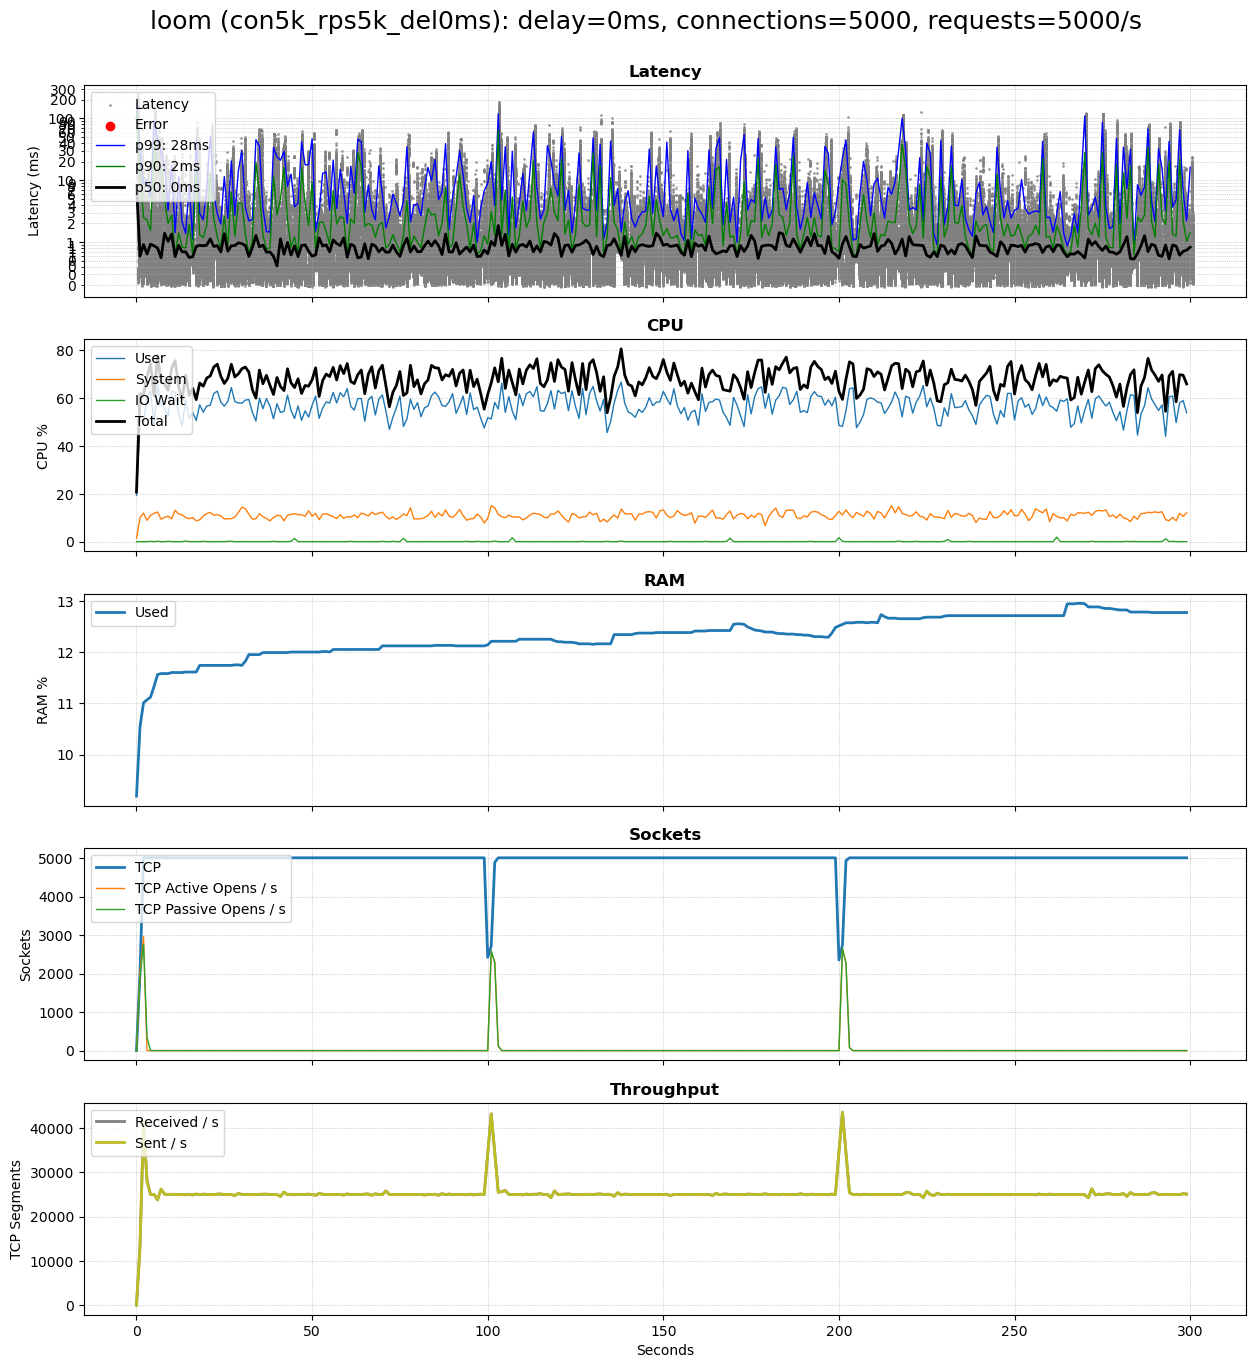 loom (con5k_rps5k_del0ms): delay=0ms, connections=5000, requests=5000/s
Latency
300
200
100
50
40
30
20
10
3
2
1
0
0
0
Latency (ms)
Latency
Error
p99: 28ms
p90: 2ms
p50: 0ms
CPU
80
60
40
20
0
CPU %
User
System
IO Wait
Total
RAM
13
12
11
10
RAM %
Used
Sockets
5000
4000
3000
2000
1000
0
Sockets
TCP
TCP Active Opens / s
TCP Passive Opens / s
Throughput
40000
30000
20000
10000
0
TCP Segments
Received / s
Sent / s
0 50 100 150 200 250 300
Seconds